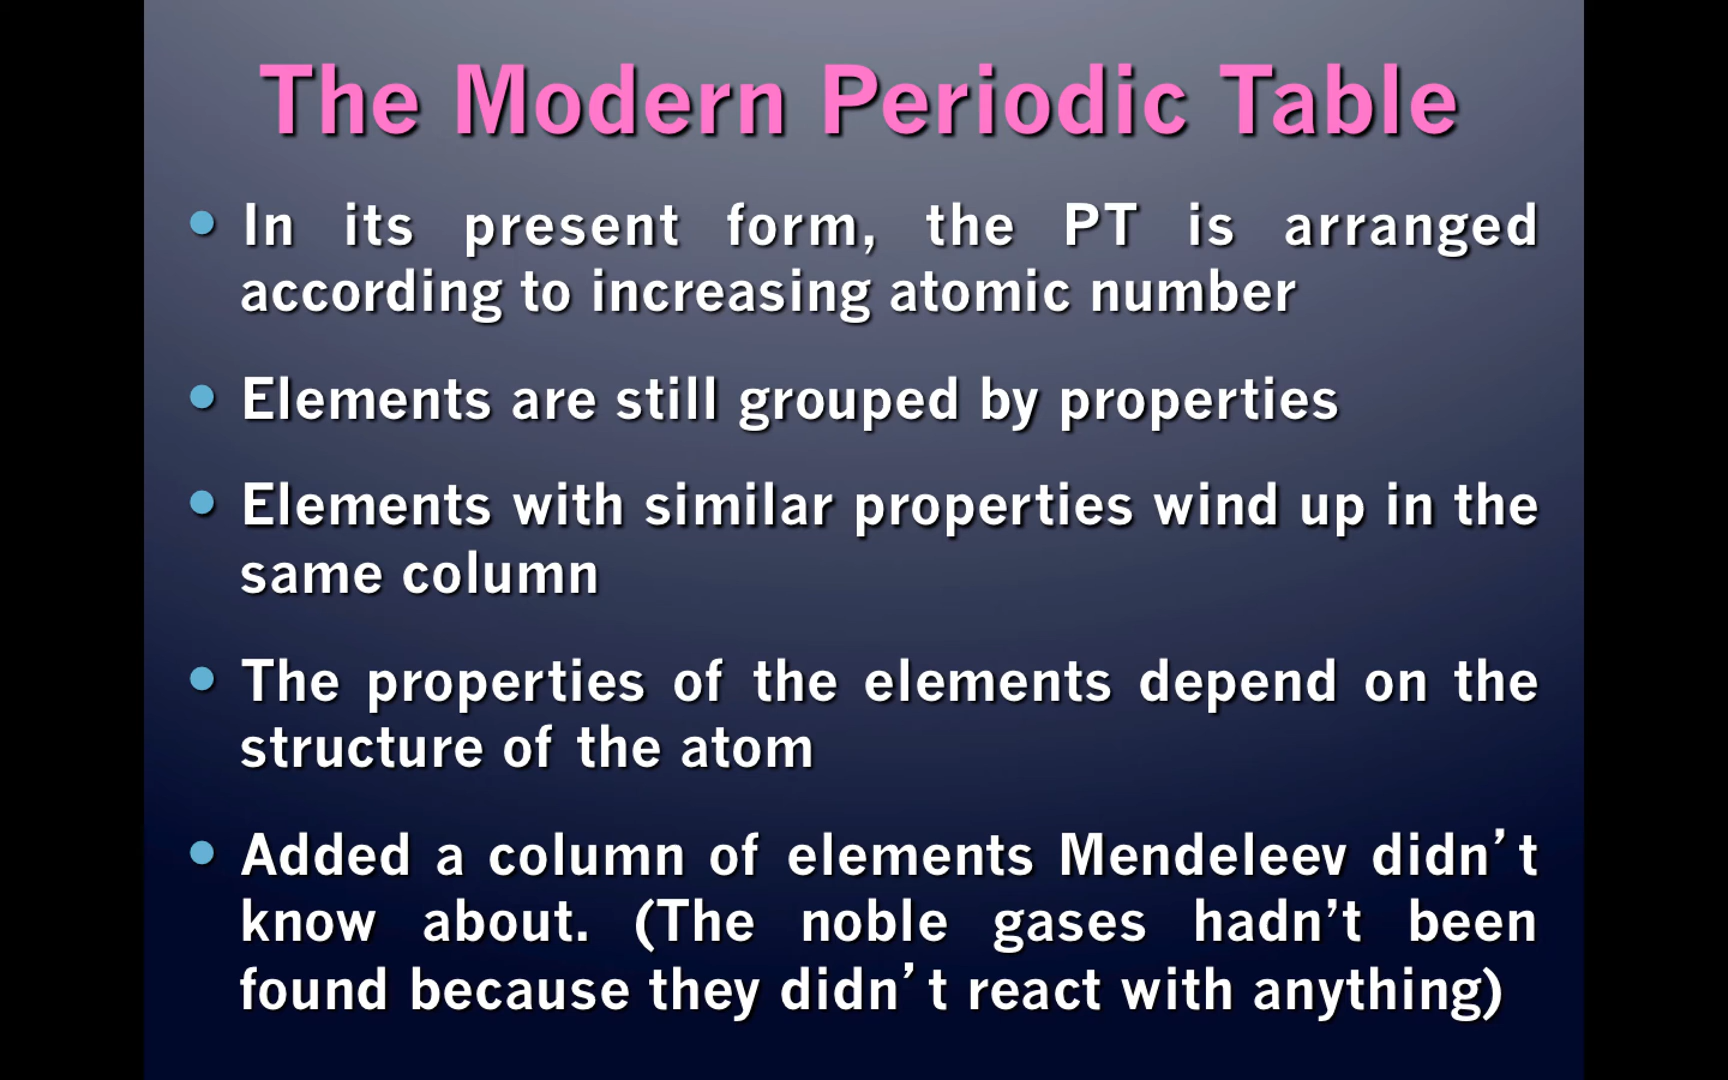 The Modern Periodic Table
• In its present form, the PT is arranged
according to increasing atomic number
• Elements are still grouped by properties
• Elements with similar properties wind up in the
same column
• The properties of the elements depend on the
structure of the atom
• Added a column of elements Mendeleev didn’t
know about. (The noble gases hadn’t been
found because they didn’t react with anything)